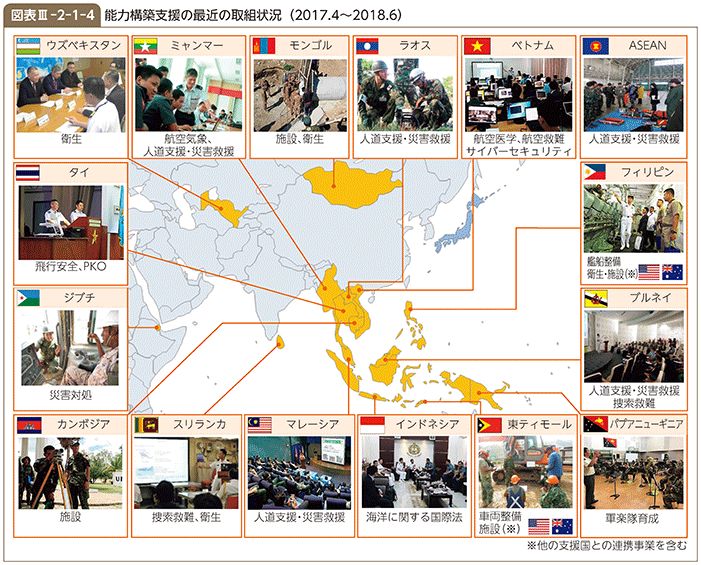 図表Ⅲ-2-1-4
能力構築支援の最近の取組状況（2017.4～2018.6）
ウズベキスタン
衛生
ミャンマー
航空気象、
人道支援・災害救援
モンゴル
施設、衛生
ラオス
人道支援・災害救援
ベトナム
航空医学、航空救難
サイバーセキュリティ
ASEAN
人道支援・災害救援
タイ
飛行安全、PKO
フィリピン
艦船整備
衛生・施設（※）
ジブチ
災害対処
ブルネイ
人道支援・災害救援
捜索救難
カンボジア
施設
スリランカ
捜索救難、衛生
マレーシア
人道支援・災害救援
インドネシア
海洋に関する国際法
東ティモール
車両整備
施設（※）
パプアニューギニア
軍楽隊育成
※他の支援国との連携事業を含む